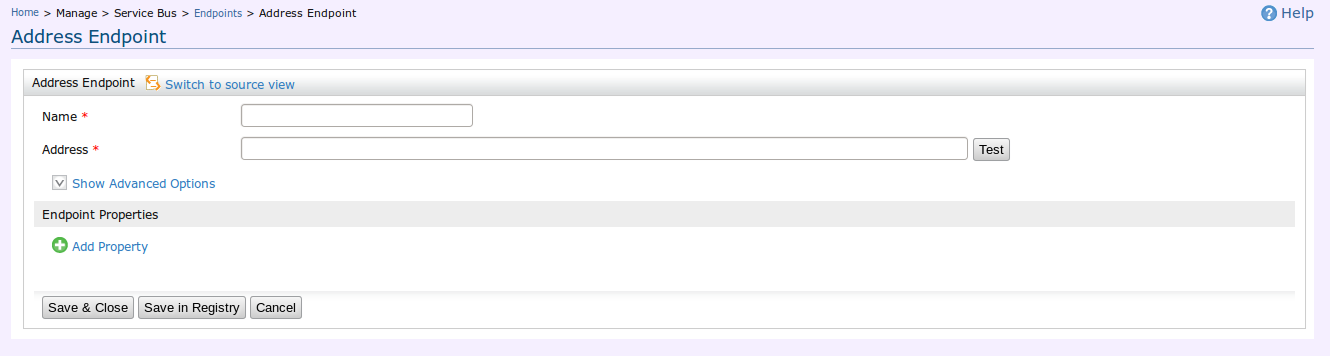 Home > Manage > Service Bus > Endpoints > Address Endpoint
Help
Address Endpoint
Address Endpoint Switch to source view
Name *
Address * Test
Show Advanced Options
Endpoint Properties
Add Property
Save & Close Save in Registry Cancel